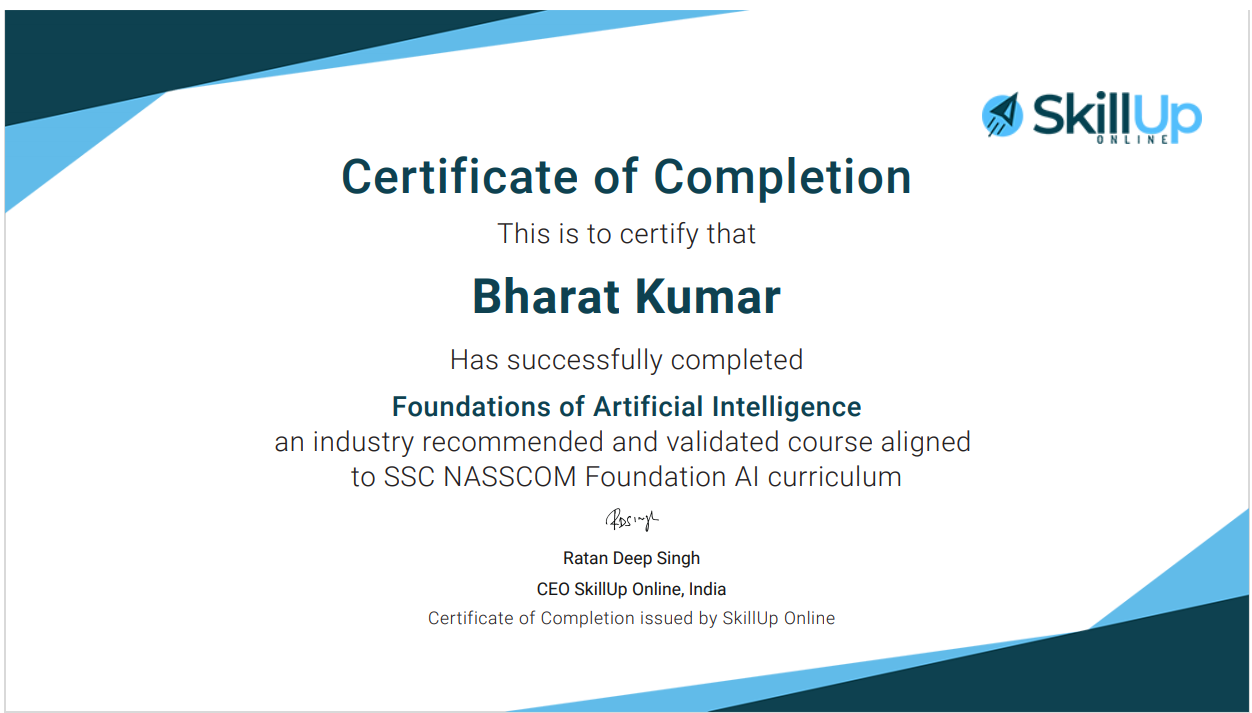 SkillUp
ONLINE
Certificate of Completion
This is to certify that
Bharat Kumar
Has successfully completed
Foundations of Artificial Intelligence
an industry recommended and validated course aligned
to SSC NASSCOM Foundation AI curriculum
RDSingh
Ratan Deep Singh
CEO SkillUp Online, India
Certificate of Completion issued by SkillUp Online